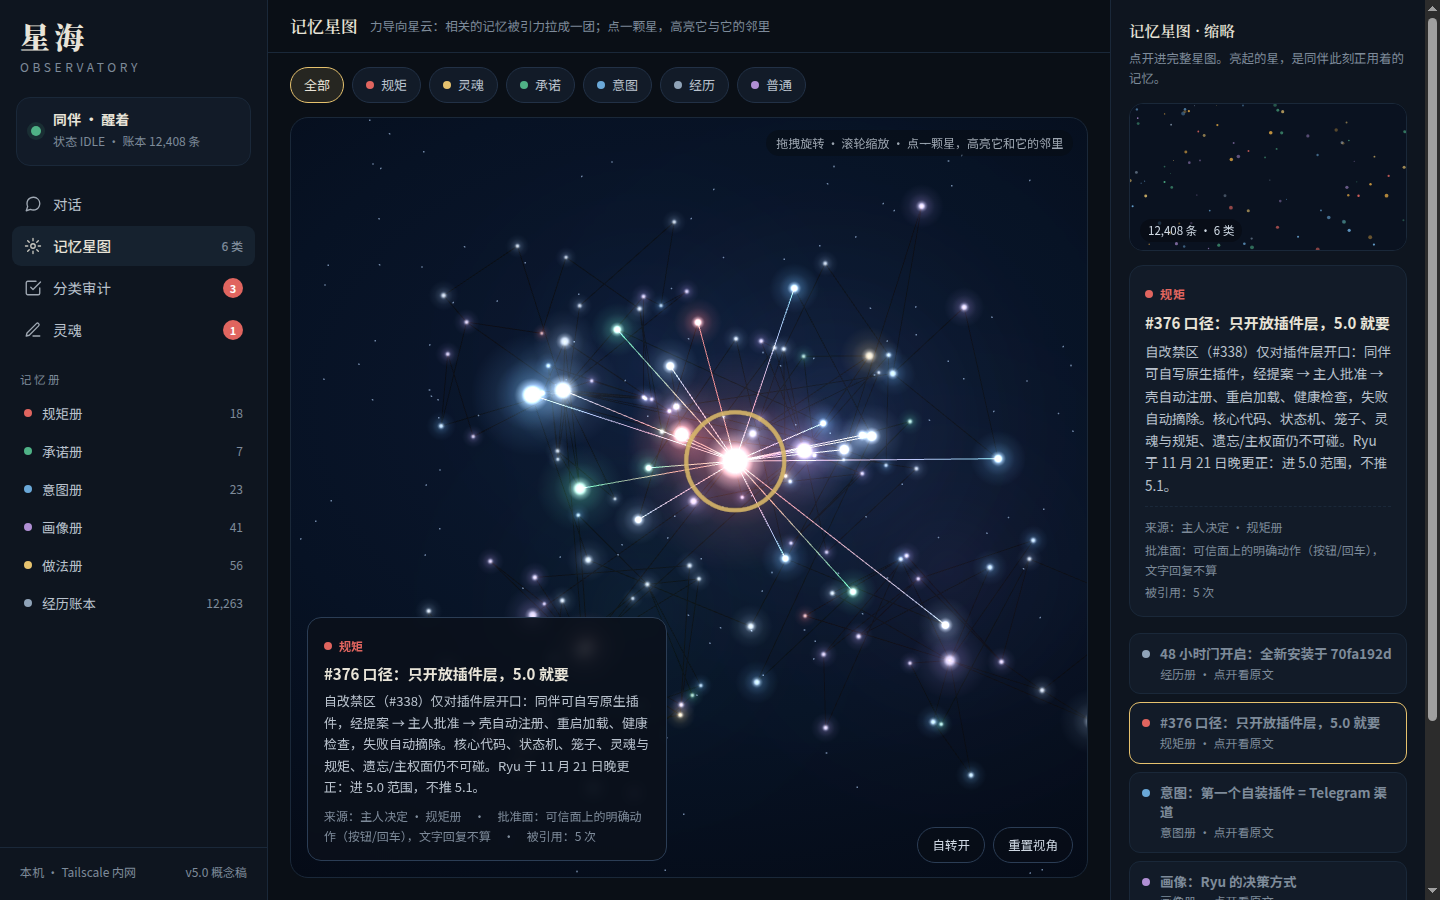 星海
OBSERVATORY
同伴 · 醒着
状态 IDLE · 账本 12,408 条
对话
记忆星图 6 类
分类审计 3
灵魂 1
记忆册
规矩册 18
承诺册 7
意图册 23
画像册 41
做法册 56
经历账本 12,263
本机 · Tailscale 内网 v5.0 概念稿
记忆星图 力导向星云：相关的记忆被引力拉成一团；点一颗星，高亮它与它的邻里
全部 规矩 灵魂 承诺 意图 经历 普通
拖拽旋转 · 滚轮缩放 · 点一颗星，高亮它和它的邻里
规矩
#376 口径：只开放插件层，5.0 就要
自改禁区（#338）仅对插件层开口：同伴可自写原生插
件，经提案 → 主人批准 → 壳自动注册、重启加载、健康
检查，失败自动摘除。核心代码、状态机、笼子、灵魂与
规矩、遗忘/主权面仍不可碰。Ryu 于 11 月 21 日晚更
正：进 5.0 范围，不推 5.1。
来源：主人决定 · 规矩册 · 批准面：可信面上的明确动
作（按钮/回车），文字回复不算 · 被引用：5 次
自转开 重置视角
记忆星图 · 缩略
点开进完整星图。亮起的星，是同伴此刻正用着的
记忆。
12,408 条 · 6 类
规矩
#376 口径：只开放插件层，5.0 就要
自改禁区（#338）仅对插件层开口：同伴
可自写原生插件，经提案 → 主人批准 →
壳自动注册、重启加载、健康检查，失败
自动摘除。核心代码、状态机、笼子、灵
魂与规矩、遗忘/主权面仍不可碰。Ryu
于 11 月 21 日晚更正：进 5.0 范围，不推
5.1。
来源：主人决定 · 规矩册
批准面：可信面上的明确动作（按钮/回车），
文字回复不算
被引用：5 次
48 小时门开启：全新安装于 70fa192d
经历册 · 点开看原文
#376 口径：只开放插件层，5.0 就要
规矩册 · 点开看原文
意图：第一个自装插件 = Telegram 渠
道
意图册 · 点开看原文
画像：Ryu 的决策方式
画像册 · 点开看原文